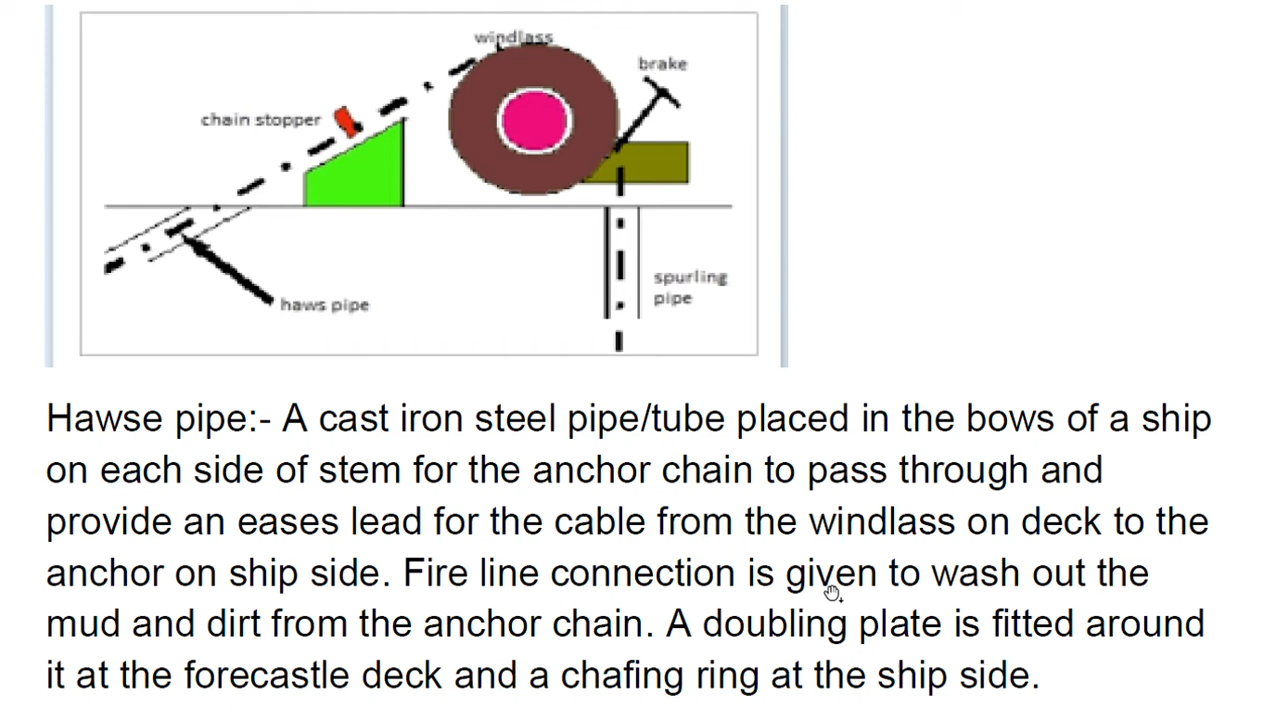 windlass
brake
chain stopper
haws pipe
spurling
pipe
Hawse pipe:- A cast iron steel pipe/tube placed in the bows of a ship
on each side of stem for the anchor chain to pass through and
provide an eases lead for the cable from the windlass on deck to the
anchor on ship side. Fire line connection is given to wash out the
mud and dirt from the anchor chain. A doubling plate is fitted around
it at the forecastle deck and a chafing ring at the ship side.